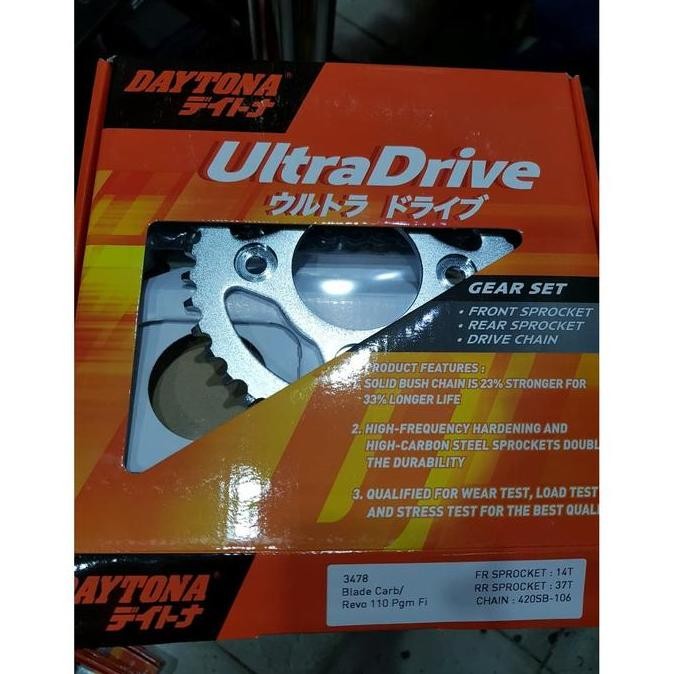 DAYTONA®
デイトナ
UltraDrive
ウルトラ ドライブ
GEAR SET
• FRONT SPROCKET
• REAR SPROCKET
• DRIVE CHAIN
PRODUCT FEATURES :
SOLID BUSH CHAIN IS 23% STRONGER FOR
33% LONGER LIFE
2. HIGH-FREQUENCY HARDENING AND
HIGH-CARBON STEEL SPROCKETS DOUBL
THE DURABILITY
3. QUALIFIED FOR WEAR TEST, LOAD TEST
AND STRESS TEST FOR THE BEST QUAL
AYTONA®
デイトナ
3478
Blade Carb/
Revo 110 Pgm Fi
FR SPROCKET : 14T
RR SPROCKET : 37T
CHAIN : 420SB-106